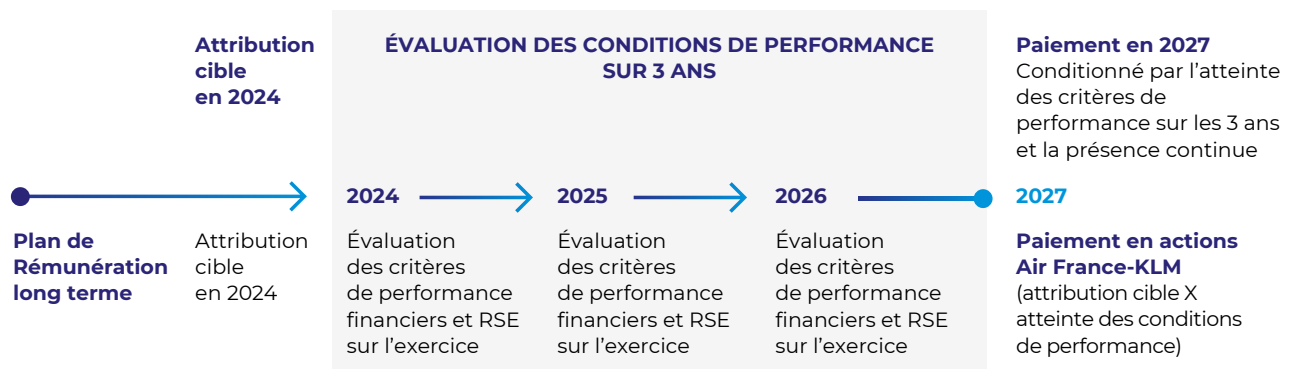 Attribution
cible
en 2024
ÉVALUATION DES CONDITIONS DE PERFORMANCE
SUR 3 ANS
Paiement en 2027
Conditionné par l’atteinte
des critères de
performance sur les 3 ans
et la présence continue
2024
2025
2026
2027
Plan de
Rémunération
long terme
Attribution
cible
en 2024
Évaluation
des critères
de performance
financiers et RSE
sur l’exercice
Évaluation
des critères
de performance
financiers et RSE
sur l’exercice
Évaluation
des critères
de performance
financiers et RSE
sur l’exercice
Paiement en actions
Air France-KLM
(attribution cible X
atteinte des conditions
de performance)